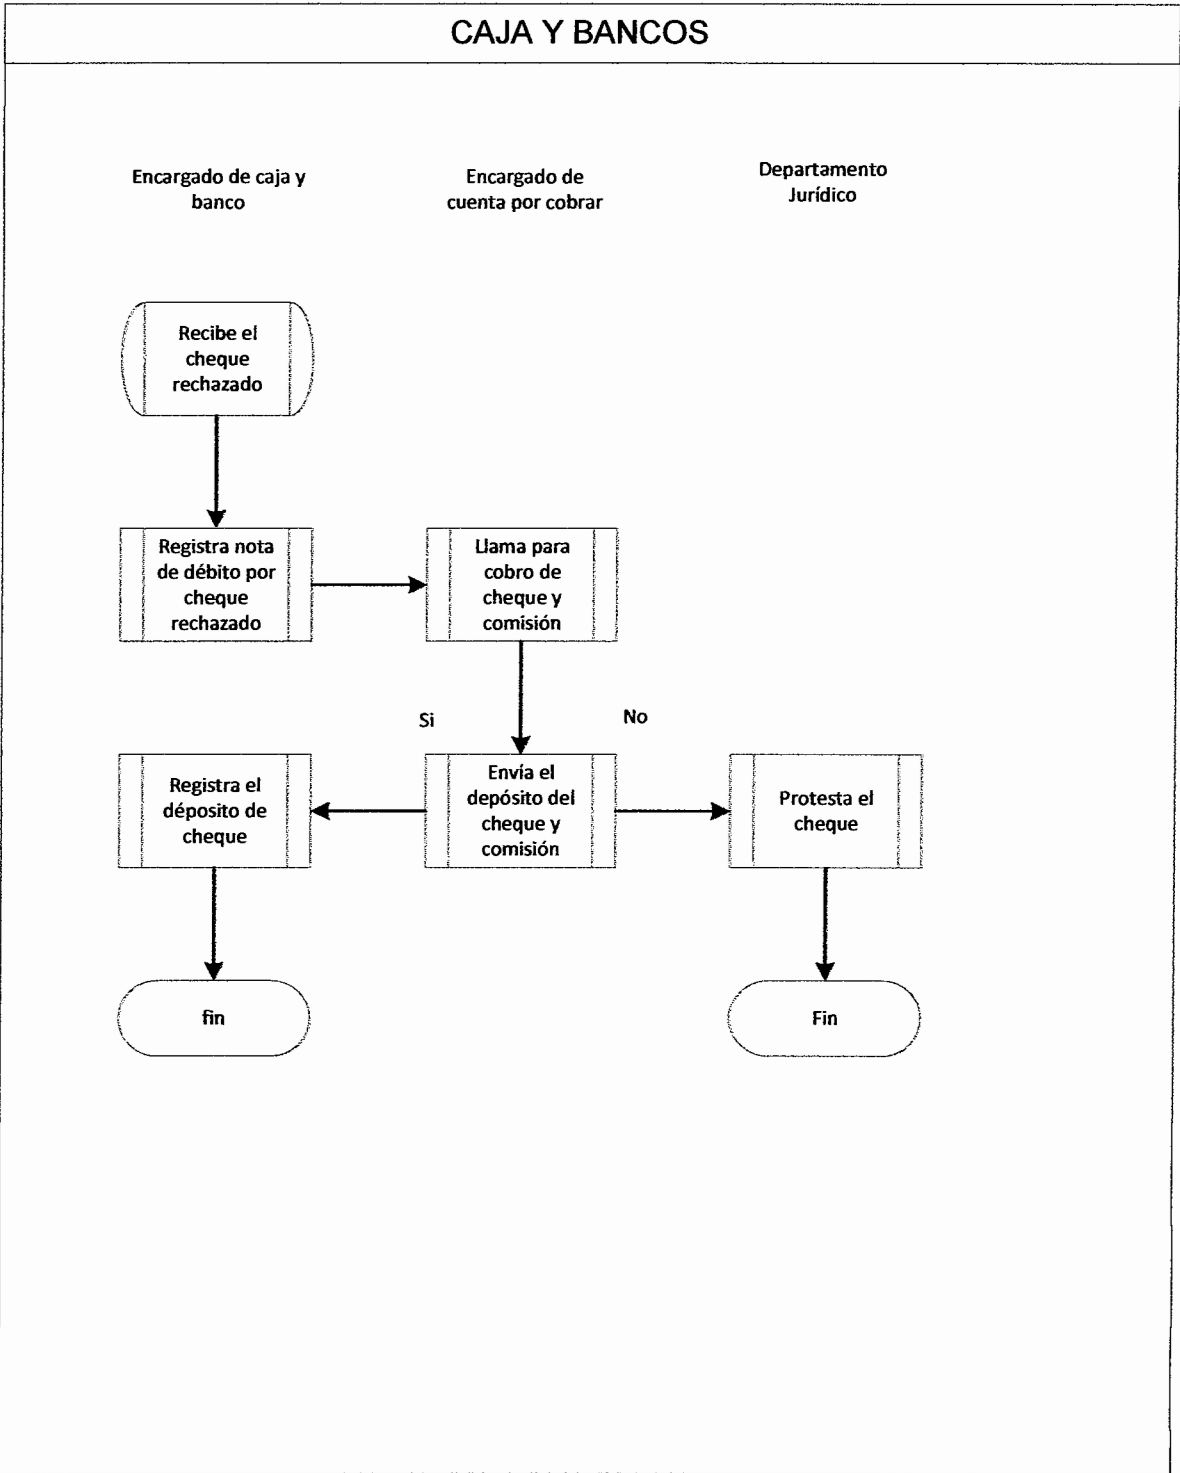 CAJA Y BANCOS
Encargado de caja y
banco
Encargado de
cuenta por cobrar
Departamento
Jurídico
Recibe el
cheque
rechazado
Registra nota
de débito por
cheque
rechazado
Llama para
cobro de
cheque y
comisión
Si
No
Registra el
déposito de
cheque
Envía el
depósito del
cheque y
comisión
Protesta el
cheque
fin
Fin